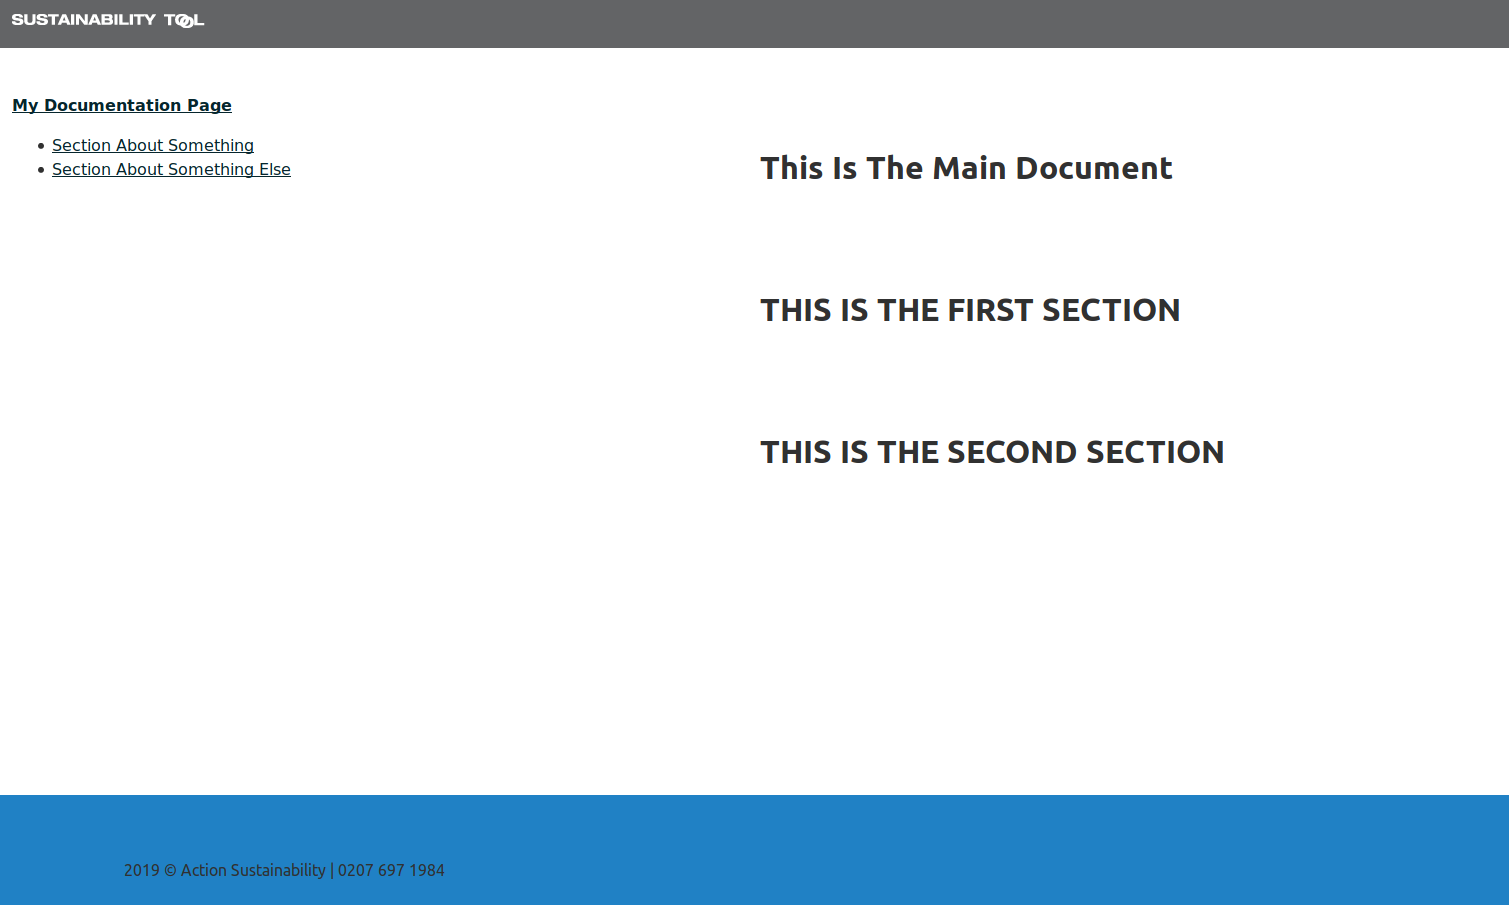 SUSTAINABILITY TOOL
My Documentation Page
Section About Something
Section About Something Else
This Is The Main Document
THIS IS THE FIRST SECTION
THIS IS THE SECOND SECTION
2019 © Action Sustainability | 0207 697 1984